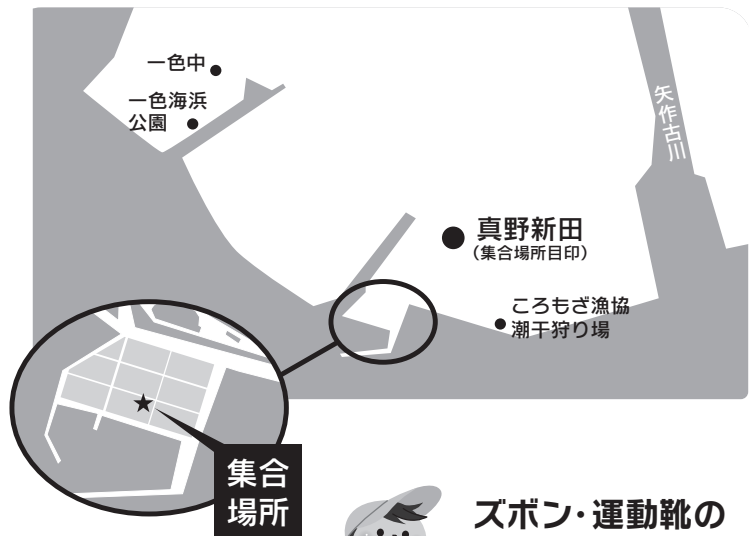 一色中
一色海浜
公園
矢作古川
真野新田
(集合場所目印)
ころもざ漁協
潮干狩り場
集合
場所
ズボン・運動靴の